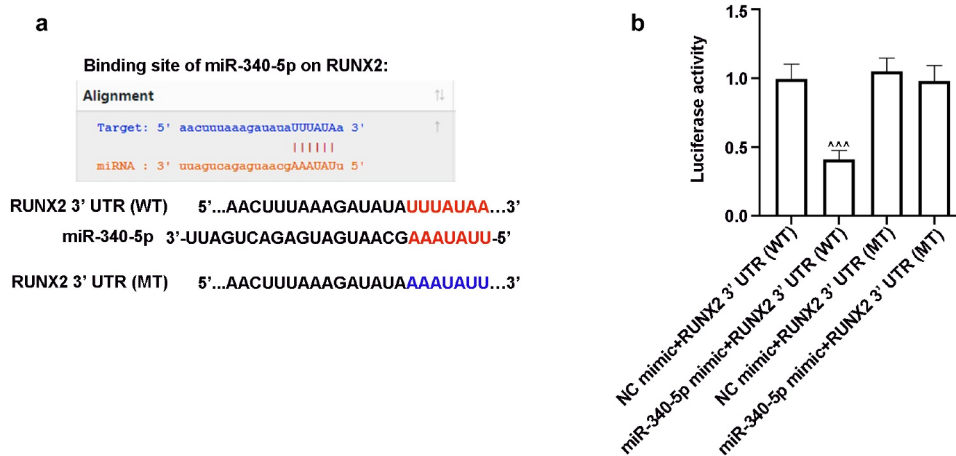 a
Binding site of miR-340-5p on RUNX2:
Alignment
Target: 5' aacuuuaaagauauaUUUAUAa 3'
||||||
miRNA : 3' uuagucagaguaacgAAAUAUu 5'
RUNX2 3' UTR (WT) 5'...AACUUUAAAGAUAUAUUUAUAA...3'
miR-340-5p 3'-UUAGUCAGAGUAGUAACGAAAUAUU-5'
RUNX2 3' UTR (MT) 5'...AACUUUAAAGAUAUAAAAUAUU...3'
b
Luciferase activity
1.5
1.0
0.5
0.0
^^^
NC mimic+RUNX2 3' UTR (WT)
miR-340-5p mimic+RUNX2 3' UTR (WT)
NC mimic+RUNX2 3' UTR (MT)
miR-340-5p mimic+RUNX2 3' UTR (MT)